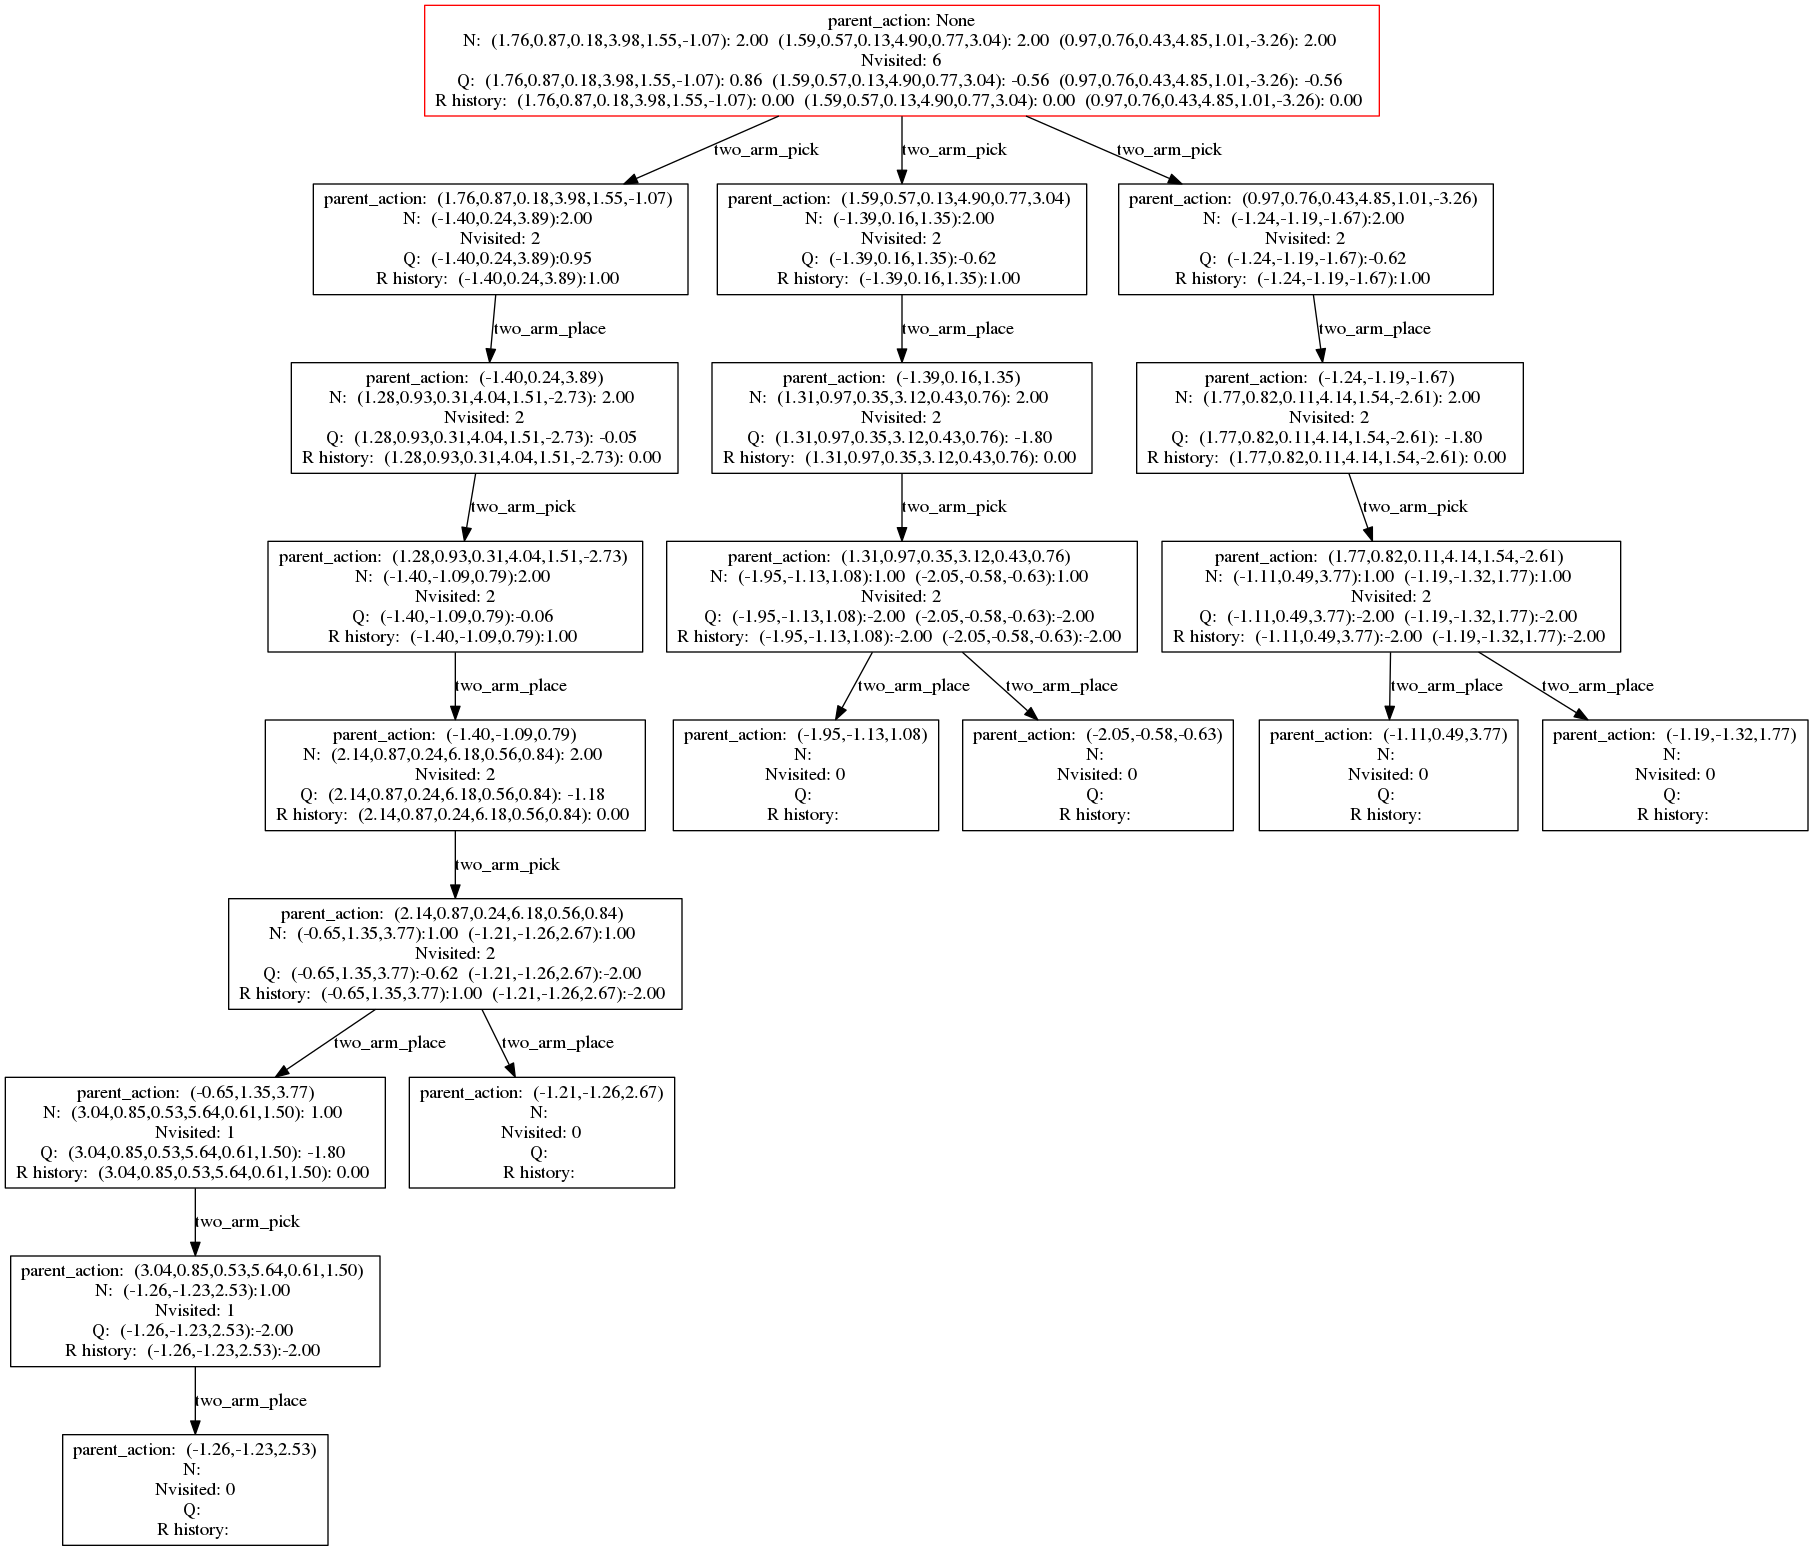 parent_action: None
N: (1.76,0.87,0.18,3.98,1.55,-1.07): 2.00 (1.59,0.57,0.13,4.90,0.77,3.04): 2.00 (0.97,0.76,0.43,4.85,1.01,-3.26): 2.00
Nvisited: 6
Q: (1.76,0.87,0.18,3.98,1.55,-1.07): 0.86 (1.59,0.57,0.13,4.90,0.77,3.04): -0.56 (0.97,0.76,0.43,4.85,1.01,-3.26): -0.56
R history: (1.76,0.87,0.18,3.98,1.55,-1.07): 0.00 (1.59,0.57,0.13,4.90,0.77,3.04): 0.00 (0.97,0.76,0.43,4.85,1.01,-3.26): 0.00
two_arm_pick
two_arm_pick
two_arm_pick
parent_action: (1.76,0.87,0.18,3.98,1.55,-1.07)
N: (-1.40,0.24,3.89):2.00
Nvisited: 2
Q: (-1.40,0.24,3.89):0.95
R history: (-1.40,0.24,3.89):1.00
parent_action: (1.59,0.57,0.13,4.90,0.77,3.04)
N: (-1.39,0.16,1.35):2.00
Nvisited: 2
Q: (-1.39,0.16,1.35):-0.62
R history: (-1.39,0.16,1.35):1.00
parent_action: (0.97,0.76,0.43,4.85,1.01,-3.26)
N: (-1.24,-1.19,-1.67):2.00
Nvisited: 2
Q: (-1.24,-1.19,-1.67):-0.62
R history: (-1.24,-1.19,-1.67):1.00
two_arm_place
two_arm_place
two_arm_place
parent_action: (-1.40,0.24,3.89)
N: (1.28,0.93,0.31,4.04,1.51,-2.73): 2.00
Nvisited: 2
Q: (1.28,0.93,0.31,4.04,1.51,-2.73): -0.05
R history: (1.28,0.93,0.31,4.04,1.51,-2.73): 0.00
parent_action: (-1.39,0.16,1.35)
N: (1.31,0.97,0.35,3.12,0.43,0.76): 2.00
Nvisited: 2
Q: (1.31,0.97,0.35,3.12,0.43,0.76): -1.80
R history: (1.31,0.97,0.35,3.12,0.43,0.76): 0.00
parent_action: (-1.24,-1.19,-1.67)
N: (1.77,0.82,0.11,4.14,1.54,-2.61): 2.00
Nvisited: 2
Q: (1.77,0.82,0.11,4.14,1.54,-2.61): -1.80
R history: (1.77,0.82,0.11,4.14,1.54,-2.61): 0.00
two_arm_pick
two_arm_pick
two_arm_pick
parent_action: (1.28,0.93,0.31,4.04,1.51,-2.73)
N: (-1.40,-1.09,0.79):2.00
Nvisited: 2
Q: (-1.40,-1.09,0.79):-0.06
R history: (-1.40,-1.09,0.79):1.00
parent_action: (1.31,0.97,0.35,3.12,0.43,0.76)
N: (-1.95,-1.13,1.08):1.00 (-2.05,-0.58,-0.63):1.00
Nvisited: 2
Q: (-1.95,-1.13,1.08):-2.00 (-2.05,-0.58,-0.63):-2.00
R history: (-1.95,-1.13,1.08):-2.00 (-2.05,-0.58,-0.63):-2.00
parent_action: (1.77,0.82,0.11,4.14,1.54,-2.61)
N: (-1.11,0.49,3.77):1.00 (-1.19,-1.32,1.77):1.00
Nvisited: 2
Q: (-1.11,0.49,3.77):-2.00 (-1.19,-1.32,1.77):-2.00
R history: (-1.11,0.49,3.77):-2.00 (-1.19,-1.32,1.77):-2.00
two_arm_place
two_arm_place
two_arm_place
two_arm_place
two_arm_place
parent_action: (-1.40,-1.09,0.79)
N: (2.14,0.87,0.24,6.18,0.56,0.84): 2.00
Nvisited: 2
Q: (2.14,0.87,0.24,6.18,0.56,0.84): -1.18
R history: (2.14,0.87,0.24,6.18,0.56,0.84): 0.00
parent_action: (-1.95,-1.13,1.08)
N:
Nvisited: 0
Q:
R history:
parent_action: (-2.05,-0.58,-0.63)
N:
Nvisited: 0
Q:
R history:
parent_action: (-1.11,0.49,3.77)
N:
Nvisited: 0
Q:
R history:
parent_action: (-1.19,-1.32,1.77)
N:
Nvisited: 0
Q:
R history:
two_arm_pick
parent_action: (2.14,0.87,0.24,6.18,0.56,0.84)
N: (-0.65,1.35,3.77):1.00 (-1.21,-1.26,2.67):1.00
Nvisited: 2
Q: (-0.65,1.35,3.77):-0.62 (-1.21,-1.26,2.67):-2.00
R history: (-0.65,1.35,3.77):1.00 (-1.21,-1.26,2.67):-2.00
two_arm_place
two_arm_place
parent_action: (-0.65,1.35,3.77)
N: (3.04,0.85,0.53,5.64,0.61,1.50): 1.00
Nvisited: 1
Q: (3.04,0.85,0.53,5.64,0.61,1.50): -1.80
R history: (3.04,0.85,0.53,5.64,0.61,1.50): 0.00
parent_action: (-1.21,-1.26,2.67)
N:
Nvisited: 0
Q:
R history:
two_arm_pick
parent_action: (3.04,0.85,0.53,5.64,0.61,1.50)
N: (-1.26,-1.23,2.53):1.00
Nvisited: 1
Q: (-1.26,-1.23,2.53):-2.00
R history: (-1.26,-1.23,2.53):-2.00
two_arm_place
parent_action: (-1.26,-1.23,2.53)
N:
Nvisited: 0
Q:
R history: